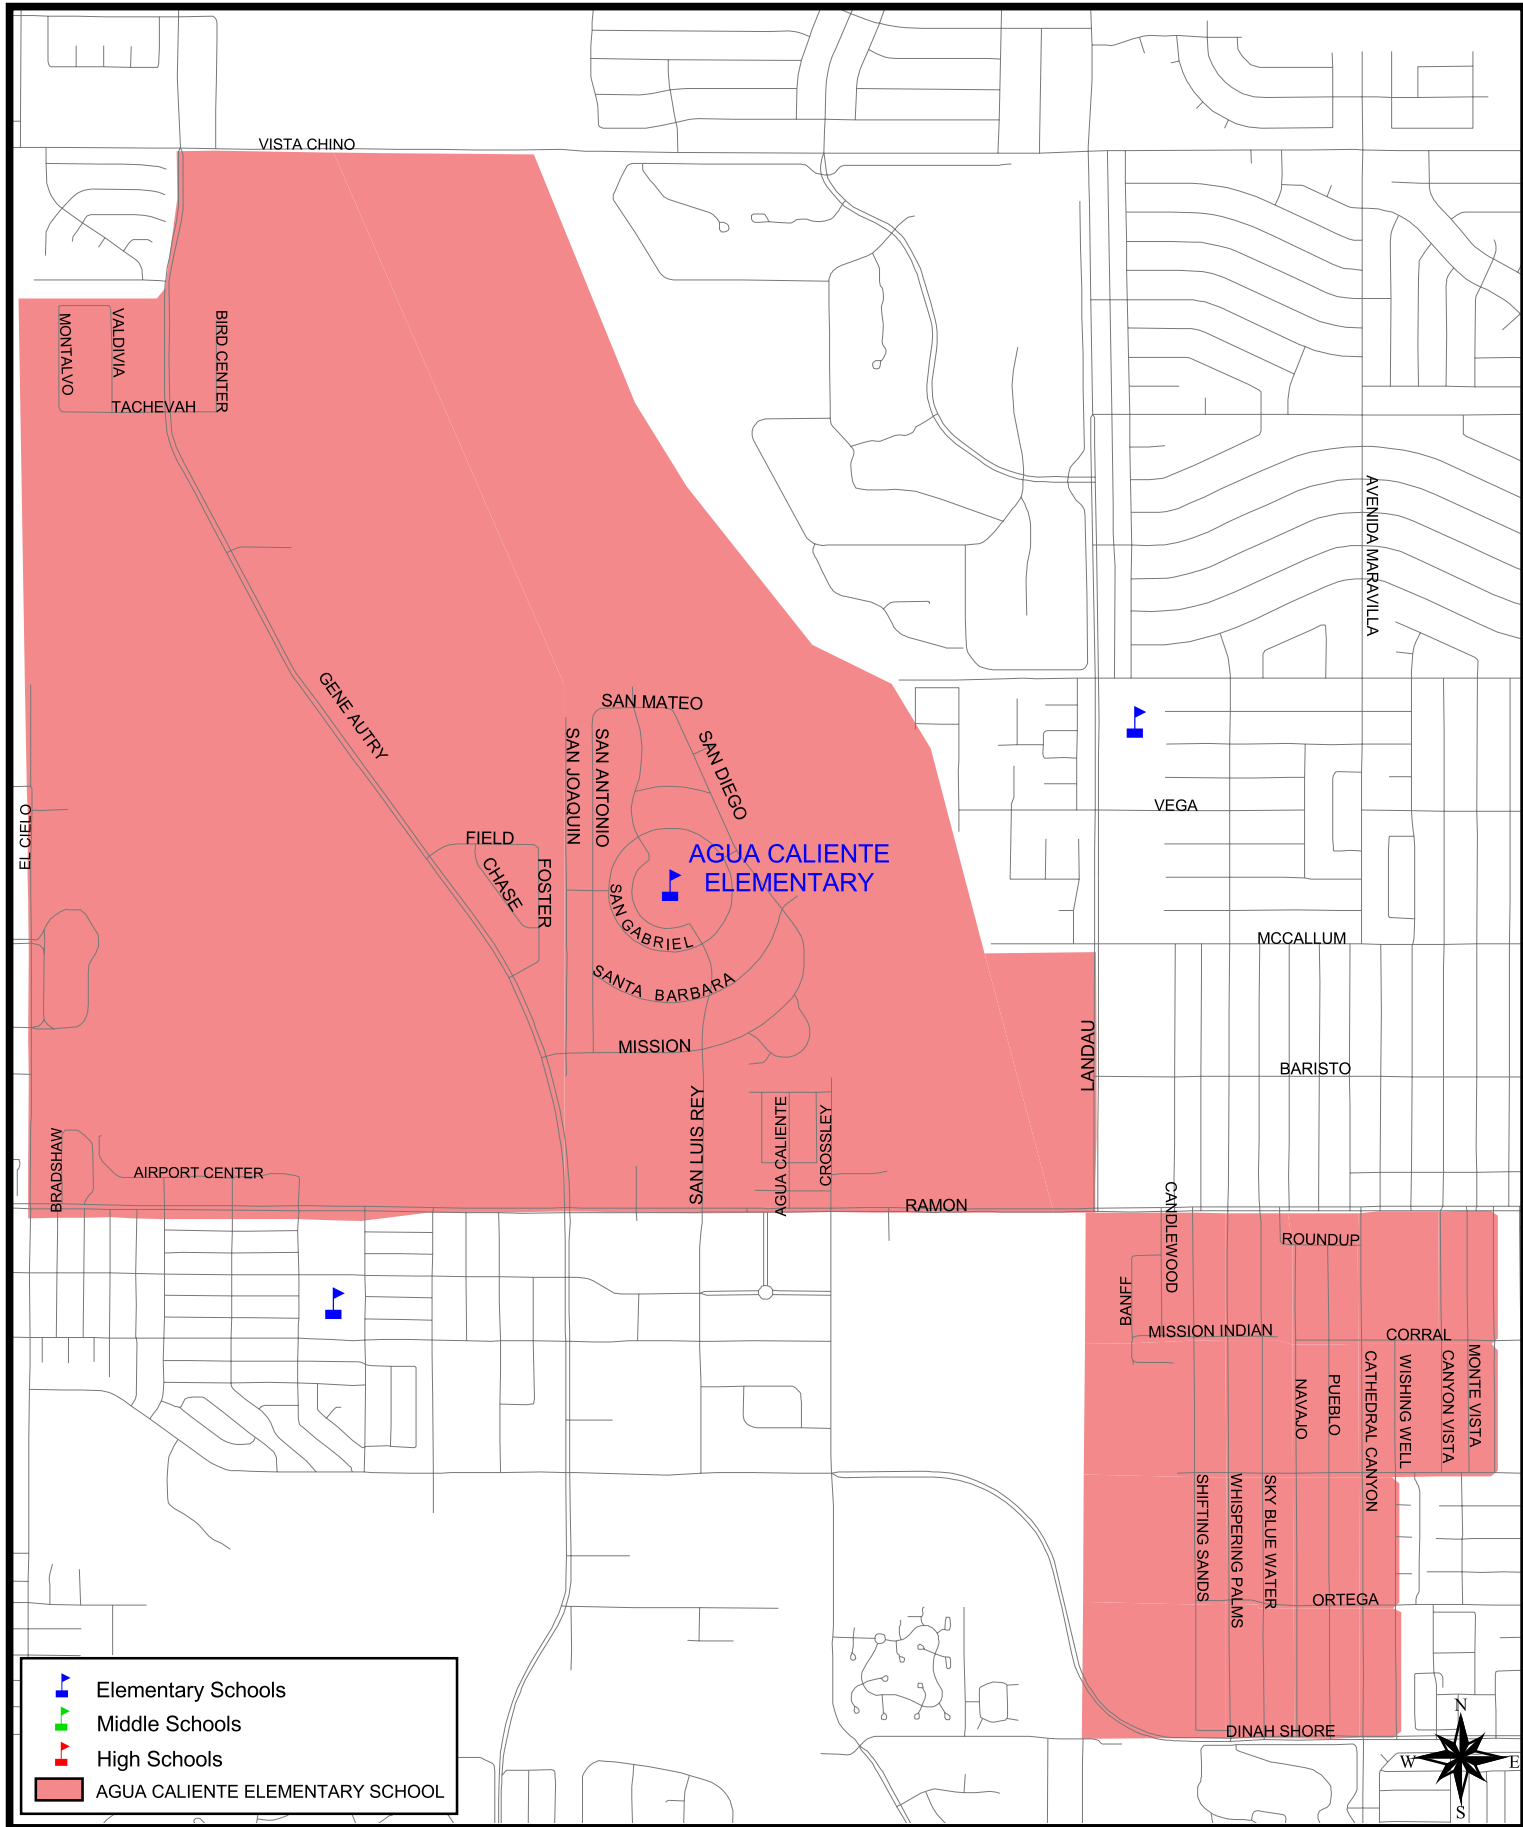 VISTA CHINO
MONTALVO
VALDIVIA
BIRD CENTER
TACHEVAH
AVENIDA MARAVILLA
GENE AUTRY
SAN MATEO
SAN JOAQUIN
SAN ANTONIO
SAN DIEGO
VEGA
EL CIELO
FIELD
CHASE
FOSTER
AGUA CALIENTE
ELEMENTARY
SAN GABRIEL
SANTA BARBARA
MCCALLUM
MISSION
LANDAU
BARISTO
SAN LUIS REY
AGUA CALIENTE
CROSSLEY
BRADSHAW
AIRPORT CENTER
RAMON
CANDLEWOOD
ROUNDUP
BANFF
MISSION INDIAN
CORRAL
NAVAJO
PUEBLO
CATHEDRAL CANYON
WISHING WELL
CANYON VISTA
MONTE VISTA
SHIFTING SANDS
WHISPERING PALMS
SKY BLUE WATER
ORTEGA
DINAH SHORE
Elementary Schools
Middle Schools
High Schools
AGUA CALIENTE ELEMENTARY SCHOOL
N
W
E
S